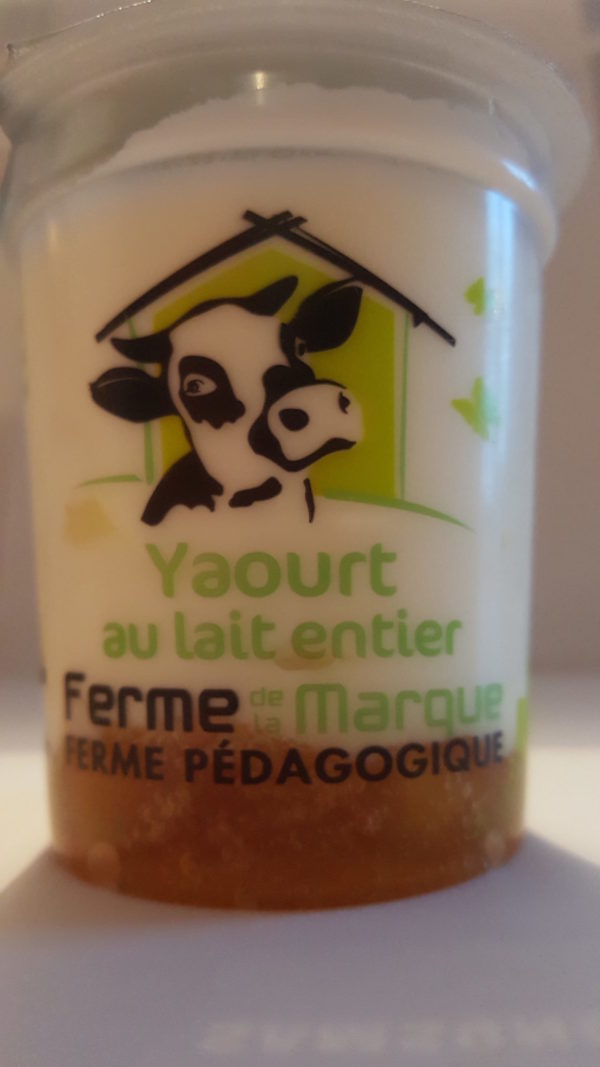 Yaourt
au lait entier
Ferme de la Marque
FERME PÉDAGOGIQUE